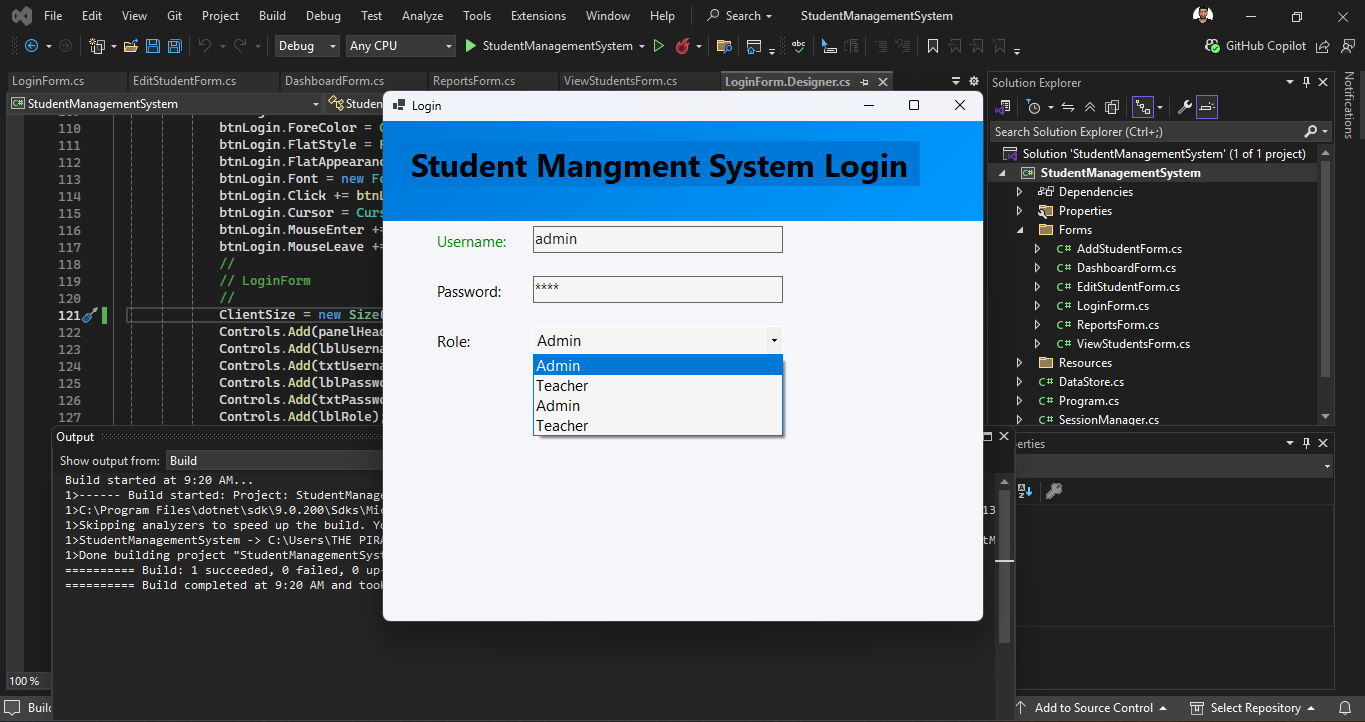 File Edit View Git Project Build Debug Test Analyze Tools Extensions Window Help Search StudentManagementSystem
Debug Any CPU StudentManagementSystem GitHub Copilot
LoginForm.cs EditStudentForm.cs DashboardForm.cs ReportsForm.cs ViewStudentsForm.cs LoginForm.Designer.cs
StudentManagementSystem
110 btnLogin.ForeColor =
111 btnLogin.FlatStyle =
112 btnLogin.FlatAppearan
113 btnLogin.Font = new Fo
114 btnLogin.Click += btnL
115 btnLogin.Cursor = Curs
116 btnLogin.MouseEnter +=
117 btnLogin.MouseLeave +=
118 //
119 // LoginForm
120 //
121 ClientSize = new Size(
122 Controls.Add(panelHead
123 Controls.Add(lblUserna
124 Controls.Add(txtUserna
125 Controls.Add(lblPasswo
126 Controls.Add(txtPasswo
127 Controls.Add(lblRole)
Login
Student Mangment System Login
Username: admin
Password: ****
Role: Admin
Admin
Teacher
Admin
Teacher
Solution Explorer
Search Solution Explorer (Ctrl+;)
Solution 'StudentManagementSystem' (1 of 1 project)
StudentManagementSystem
Dependencies
Properties
Forms
C# AddStudentForm.cs
C# DashboardForm.cs
C# EditStudentForm.cs
C# LoginForm.cs
C# ReportsForm.cs
C# ViewStudentsForm.cs
Resources
C# DataStore.cs
C# Program.cs
C# SessionManager.cs
Notifications
perties
Output
Show output from: Build
Build started at 9:20 AM...
1>------ Build started: Project: StudentManage
1>C:\Program Files\dotnet\sdk\9.0.200\Sdks\Mic 13
1>Skipping analyzers to speed up the build. Yo
1>StudentManagementSystem -> C:\Users\THE PIRA tM
1>Done building project "StudentManagementSyst
========== Build: 1 succeeded, 0 failed, 0 up-
========== Build completed at 9:20 AM and took
100 %
Add to Source Control Select Repository